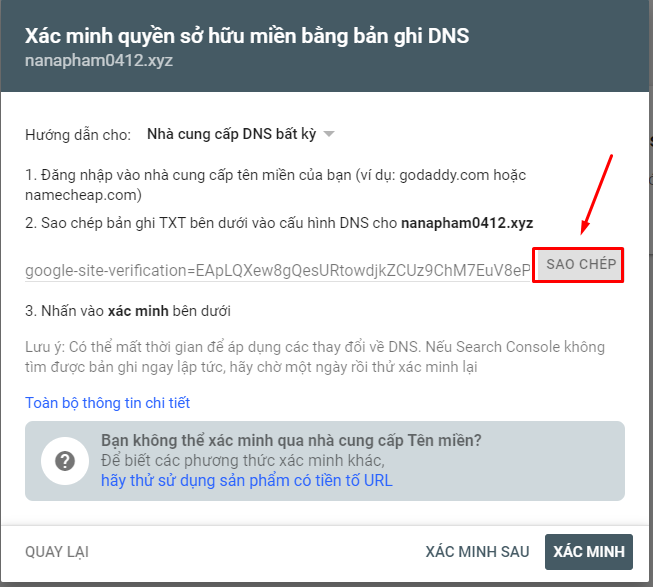 Xác minh quyền sở hữu miền bằng bản ghi DNS
nanapham0412.xyz
Hướng dẫn cho: Nhà cung cấp DNS bất kỳ
1. Đăng nhập vào nhà cung cấp tên miền của bạn (ví dụ: godaddy.com hoặc
namecheap.com)
2. Sao chép bản ghi TXT bên dưới vào cấu hình DNS cho nanapham0412.xyz
google-site-verification=EApLQXew8gQesURtowdjkZCUz9ChM7EuV8eP SAO CHÉP
3. Nhấn vào xác minh bên dưới
Lưu ý: Có thể mất thời gian để áp dụng các thay đổi về DNS. Nếu Search Console không
tìm được bản ghi ngay lập tức, hãy chờ một ngày rồi thử xác minh lại
Toàn bộ thông tin chi tiết
Bạn không thể xác minh qua nhà cung cấp Tên miền?
Để biết các phương thức xác minh khác,
hãy thử sử dụng sản phẩm có tiền tố URL
QUAY LẠI XÁC MINH SAU XÁC MINH